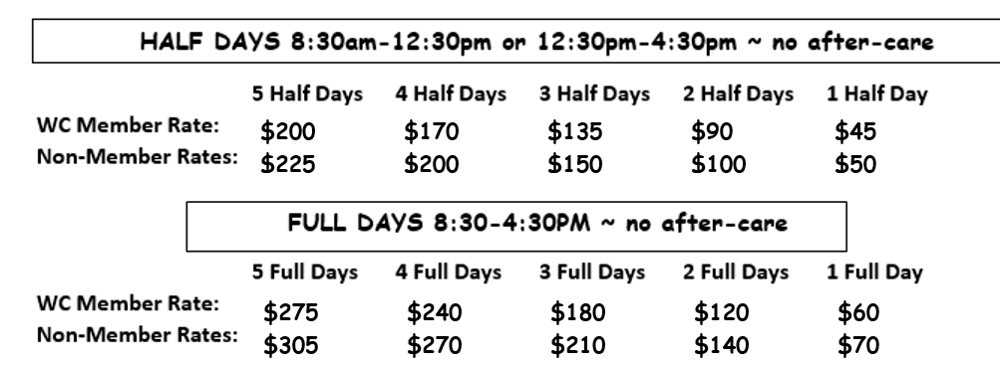 HALF DAYS 8:30am-12:30pm or 12:30pm-4:30pm ~ no after-care
5 Half Days 4 Half Days 3 Half Days 2 Half Days 1 Half Day
WC Member Rate: $200 $170 $135 $90 $45
Non-Member Rates: $225 $200 $150 $100 $50
FULL DAYS 8:30-4:30PM ~ no after-care
5 Full Days 4 Full Days 3 Full Days 2 Full Days 1 Full Day
WC Member Rate: $275 $240 $180 $120 $60
Non-Member Rates: $305 $270 $210 $140 $70